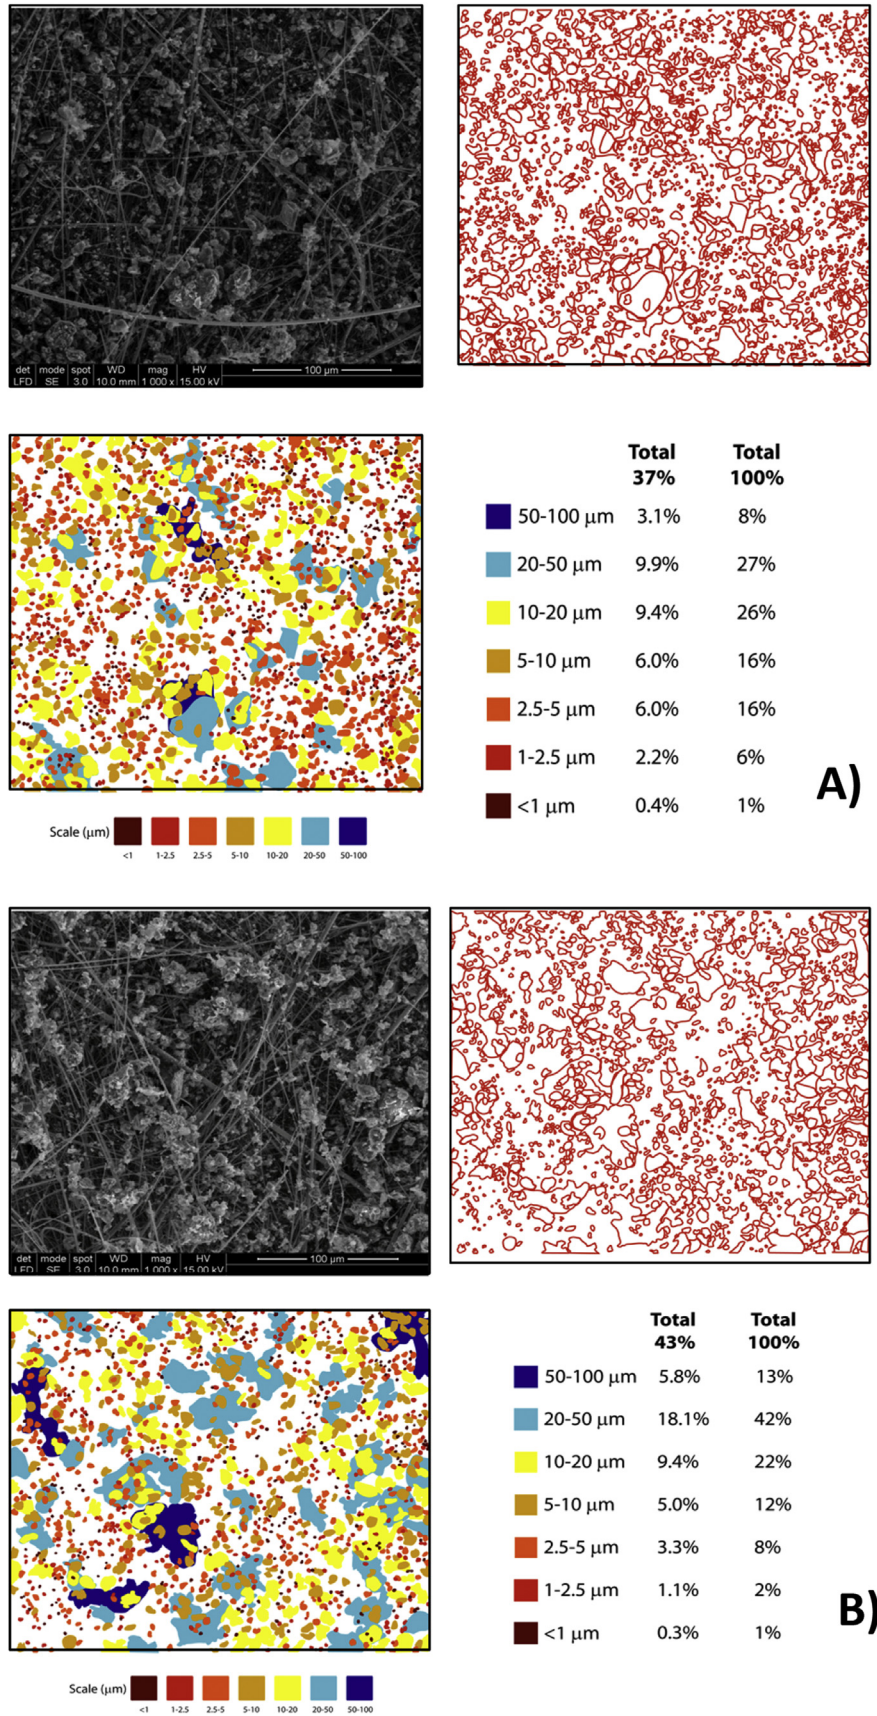 det mode spot WD mag HV
LFD SE 3.0 10.0 mm 1 000 x 15.00 kV 100 µm
Total Total
37% 100%
50-100 µm 3.1% 8%
20-50 µm 9.9% 27%
10-20 µm 9.4% 26%
5-10 µm 6.0% 16%
2.5-5 µm 6.0% 16%
1-2.5 µm 2.2% 6%
<1 µm 0.4% 1%
A)
Scale (µm)
<1 1-2.5 2.5-5 5-10 10-20 20-50 50-100
det mode spot WD mag HV
LFD SE 3.0 10.0 mm 1 000 x 15.00 kV 100 µm
Total Total
43% 100%
50-100 µm 5.8% 13%
20-50 µm 18.1% 42%
10-20 µm 9.4% 22%
5-10 µm 5.0% 12%
2.5-5 µm 3.3% 8%
1-2.5 µm 1.1% 2%
<1 µm 0.3% 1%
B)
Scale (µm)
<1 1-2.5 2.5-5 5-10 10-20 20-50 50-100